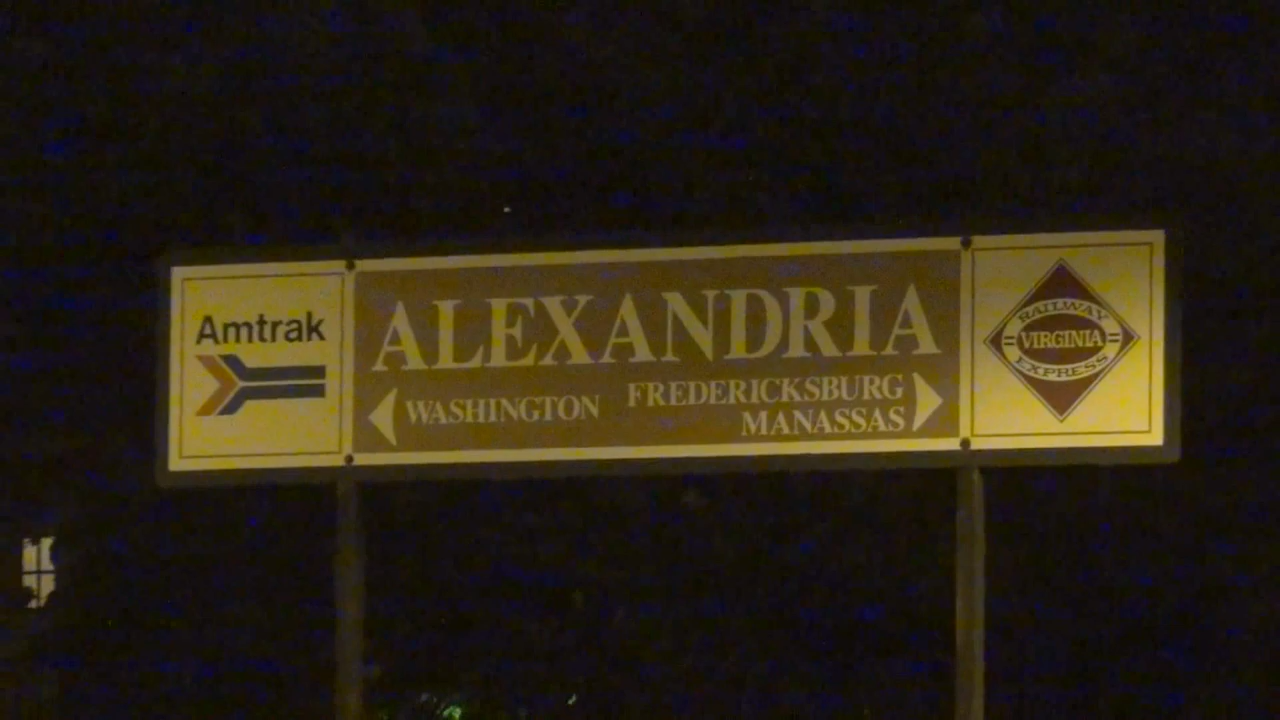 Amtrak
ALEXANDRIA
WASHINGTON
FREDERICKSBURG
MANASSAS
RAILWAY
VIRGINIA
EXPRESS